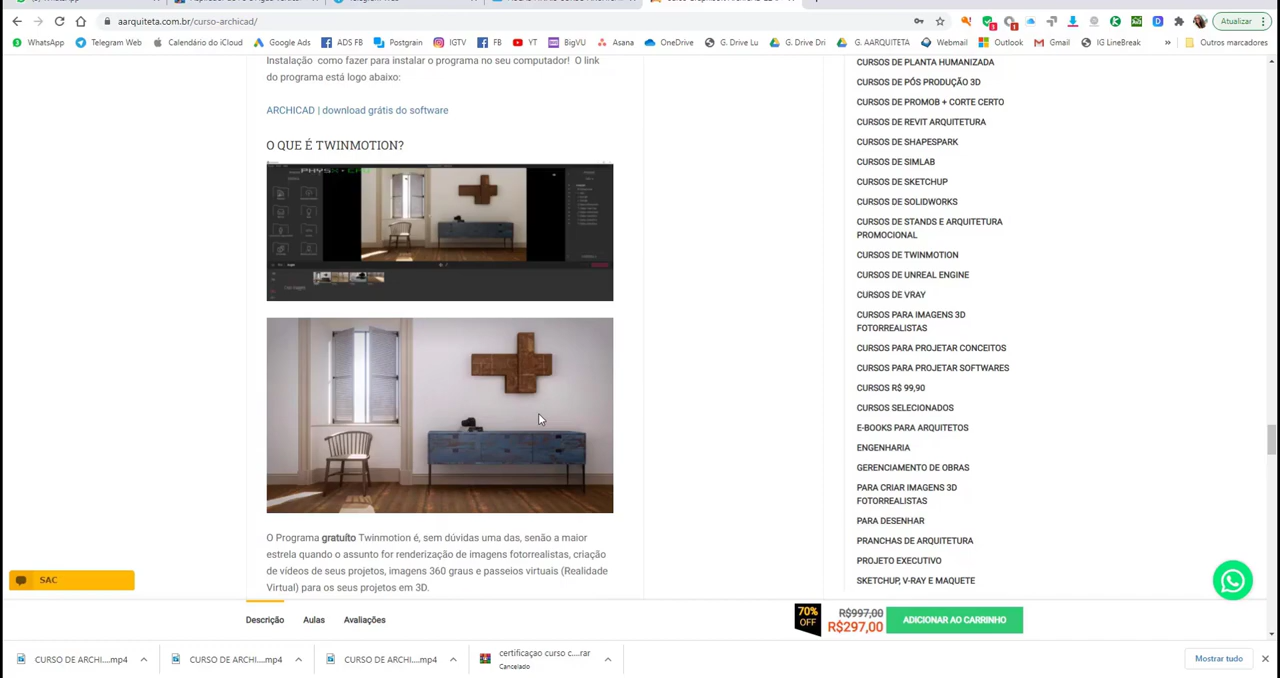 aarquiteta.com.br/curso-archicad/
Atualizar
WhatsApp
Telegram Web
Calendário do iCloud
Google Ads
ADS FB
Postgrain
IGTV
FB
YT
BigVU
Asana
OneDrive
G. Drive Lu
G. Drive Dri
G. AARQUITETA
Webmail
Outlook
Gmail
IG LineBreak
»
Outros marcadores
Instalação como fazer para instalar o programa no seu computador! O link
do programa está logo abaixo:
ARCHICAD | download grátis do software
O QUE É TWINMOTION?
O Programa gratuíto Twinmotion é, sem dúvidas uma das, senão a maior
estrela quando o assunto for renderização de imagens fotorrealistas, criação
de vídeos de seus projetos, imagens 360 graus e passeios virtuais (Realidade
Virtual) para os seus projetos em 3D.
CURSOS DE PLANTA HUMANIZADA
CURSOS DE PÓS PRODUÇÃO 3D
CURSOS DE PROMOB + CORTE CERTO
CURSOS DE REVIT ARQUITETURA
CURSOS DE SHAPESPARK
CURSOS DE SIMLAB
CURSOS DE SKETCHUP
CURSOS DE SOLIDWORKS
CURSOS DE STANDS E ARQUITETURA
PROMOCIONAL
CURSOS DE TWINMOTION
CURSOS DE UNREAL ENGINE
CURSOS DE VRAY
CURSOS PARA IMAGENS 3D
FOTORREALISTAS
CURSOS PARA PROJETAR CONCEITOS
CURSOS PARA PROJETAR SOFTWARES
CURSOS R$ 99,90
CURSOS SELECIONADOS
E-BOOKS PARA ARQUITETOS
ENGENHARIA
GERENCIAMENTO DE OBRAS
PARA CRIAR IMAGENS 3D
FOTORREALISTAS
PARA DESENHAR
PRANCHAS DE ARQUITETURA
PROJETO EXECUTIVO
SKETCHUP, V-RAY E MAQUETE
SAC
Descrição
Aulas
Avaliações
70%
OFF
R$997,00
R$297,00
ADICIONAR AO CARRINHO
CURSO DE ARCHI....mp4
CURSO DE ARCHI....mp4
CURSO DE ARCHI....mp4
certificaçao curso c....rar
Cancelado
Mostrar tudo